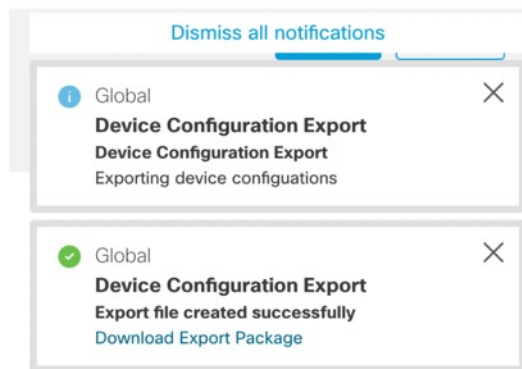 Dismiss all notifications
Global
Device Configuration Export
Device Configuration Export
Exporting device configuations
Global
Device Configuration Export
Export file created successfully
Download Export Package